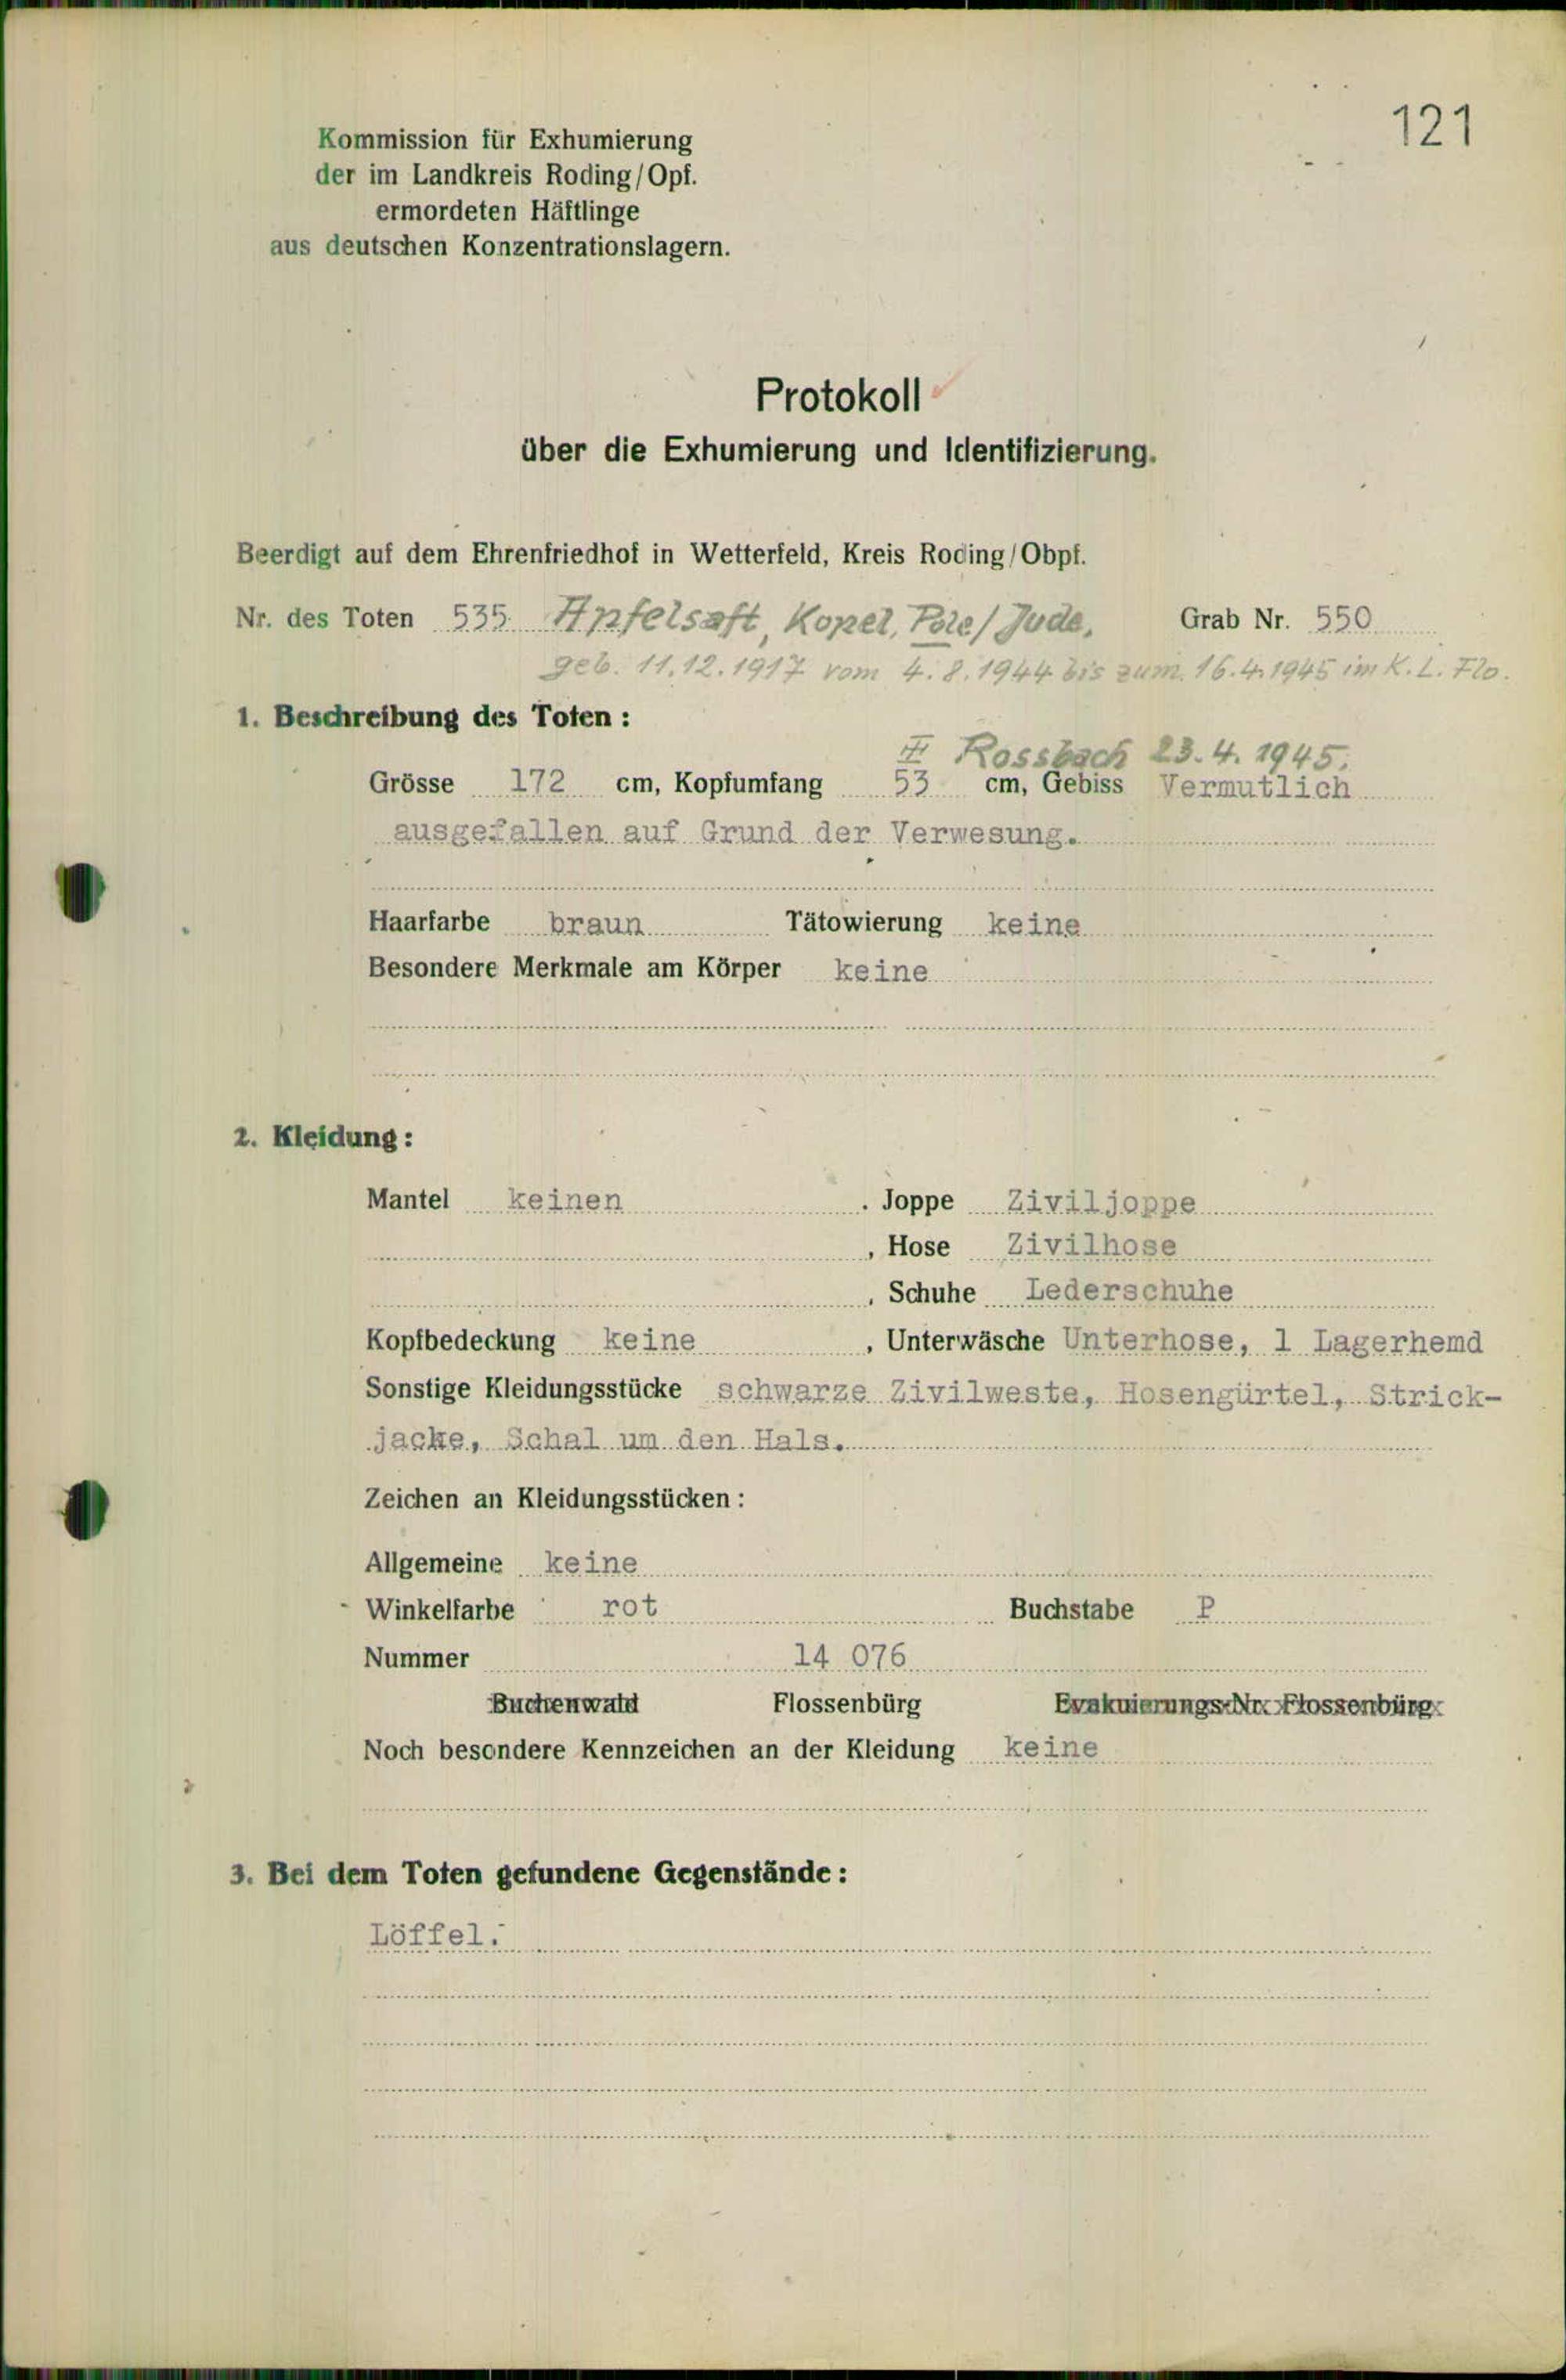 121
Kommission für Exhumierung
der im Landkreis Roding/Opf.
ermordeten Häftlinge
aus deutschen Konzentrationslagern.
Protokoll
über die Exhumierung und Identifizierung.
Beerdigt auf dem Ehrenfriedhof in Wetterfeld, Kreis Roding/Obpf.
Nr. des Toten 535 Apfelsaft, Kopel, Pole/Jude, Grab Nr. 550
geb. 11.12.1917 vom 4.8.1944 bis zum 16.4.1945 im K.L. Flo.
1. Beschreibung des Toten :
Rossbach 23.4.1945.
Grösse 172 cm, Kopfumfang 53 cm, Gebiss Vermutlich
ausgefallen auf Grund der Verwesung.
Haarfarbe braun Tätowierung keine
Besondere Merkmale am Körper keine
2. Kleidung :
Mantel keinen . Joppe Ziviljoppe
, Hose Zivilhose
, Schuhe Lederschuhe
Kopfbedeckung keine , Unterwäsche Unterhose, 1 Lagerhemd
Sonstige Kleidungsstücke schwarze Zivilweste, Hosengürtel, Strick-
jacke, Schal um den Hals.
Zeichen an Kleidungsstücken :
Allgemeine keine
Winkelfarbe rot Buchstabe P
Nummer 14 076
Buchenwald Flossenbürg Evakuierungs-Nr. Flossenbürg
Noch besondere Kennzeichen an der Kleidung keine
3. Bei dem Toten gefundene Gegenstände :
Löffel.